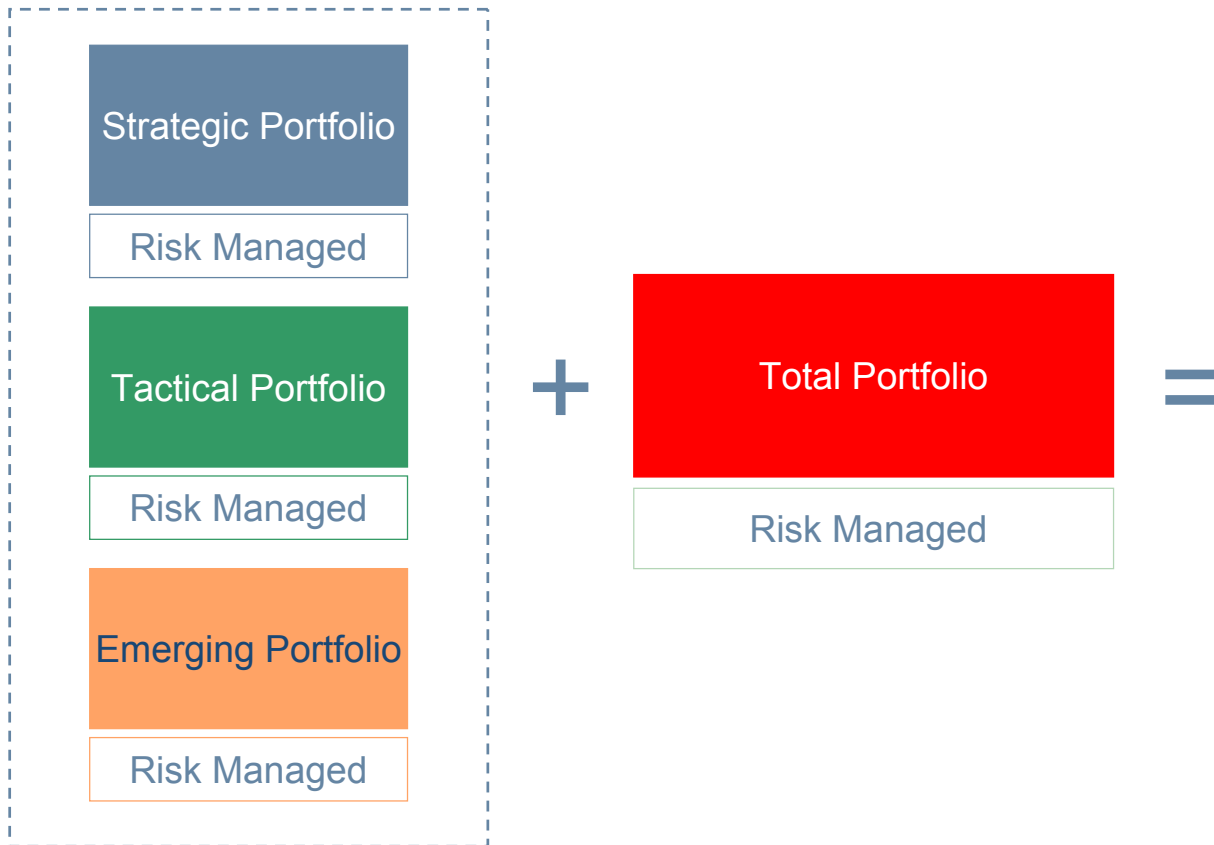 Strategic Portfolio
Risk Managed
Tactical Portfolio
Risk Managed
Emerging Portfolio
Risk Managed
+
Total Portfolio
Risk Managed
=